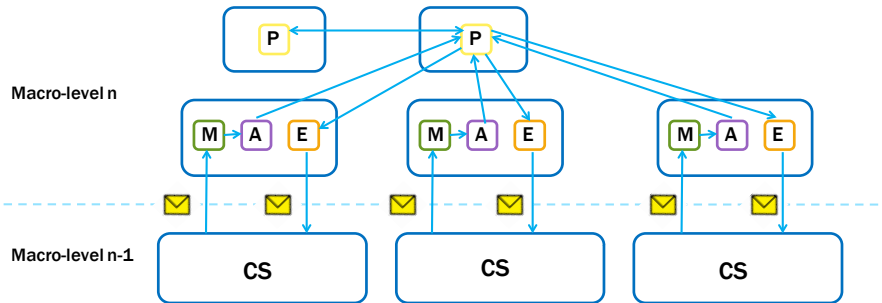 P P
Macro-level n
M A E M A E M A E
Macro-level n-1
CS CS CS